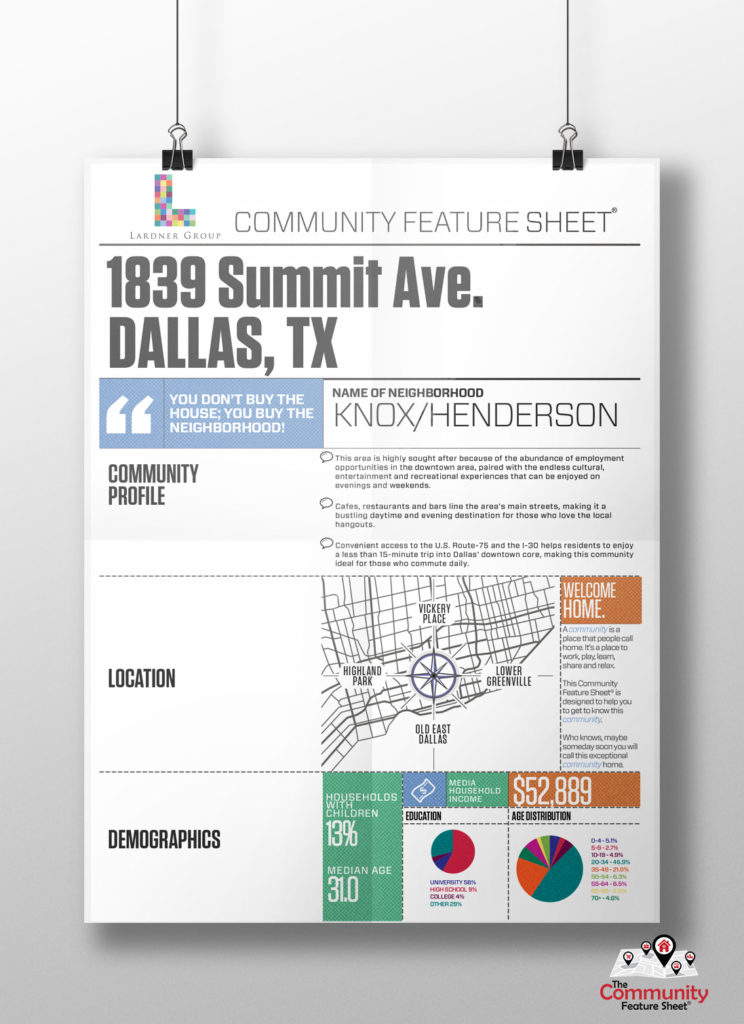 LARDNER GROUP
COMMUNITY FEATURE SHEET®
1839 Summit Ave.
DALLAS, TX
YOU DON'T BUY THE
HOUSE; YOU BUY THE
NEIGHBORHOOD!
NAME OF NEIGHBORHOOD
KNOX/HENDERSON
COMMUNITY
PROFILE
This area is highly sought after because of the abundance of employment
opportunities in the downtown area, paired with the endless cultural,
entertainment and recreational experiences that can be enjoyed on
evenings and weekends.
Cafes, restaurants and bars line the area's main streets, making it a
bustling daytime and evening destination for those who love the local
hangouts.
Convenient access to the U.S. Route-75 and the I-30 helps residents to enjoy
a less than 15-minute trip into Dallas' downtown core, making this community
ideal for those who commute daily.
LOCATION
VICKERY
PLACE
HIGHLAND
PARK
LOWER
GREENVILLE
OLD EAST
DALLAS
WELCOME
HOME.
A community is a
place that people call
home. It's a place to
work, play, learn,
share and relax.
This Community
Feature Sheet® is
designed to help you
to get to know this
community.
Who knows, maybe
someday soon you will
call this exceptional
community home.
DEMOGRAPHICS
HOUSEHOLDS
WITH
CHILDREN
13%
MEDIAN AGE
31.0
MEDIA
HOUSEHOLD
INCOME
$52,889
EDUCATION
UNIVERSITY 58%
HIGH SCHOOL 9%
COLLEGE 4%
OTHER 29%
AGE DISTRIBUTION
0-4 - 5.1%
5-9 - 2.7%
10-19 - 4.9%
20-34 - 46.9%
35-49 - 21.0%
50-54 - 6.3%
55-64 - 6.5%
70+ - 4.6%
The
Community
Feature Sheet®